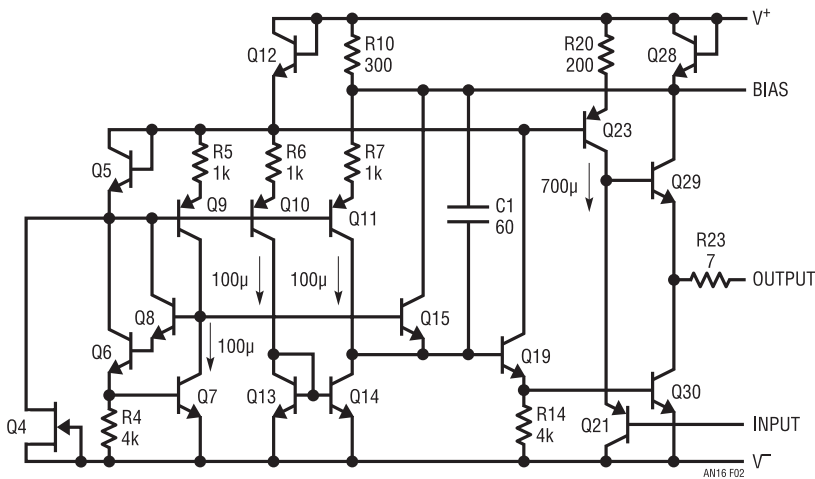 V+
Q12
R10
300
R20
200
Q28
BIAS
Q23
Q5
R5
1k
R6
1k
R7
1k
Q9
Q10
Q11
C1
60
700µ
Q29
R23
7
OUTPUT
100µ
100µ
Q8
Q15
Q6
100µ
Q19
Q7
Q13
Q14
Q30
Q4
R4
4k
R14
4k
Q21
INPUT
V–
AN16 F02